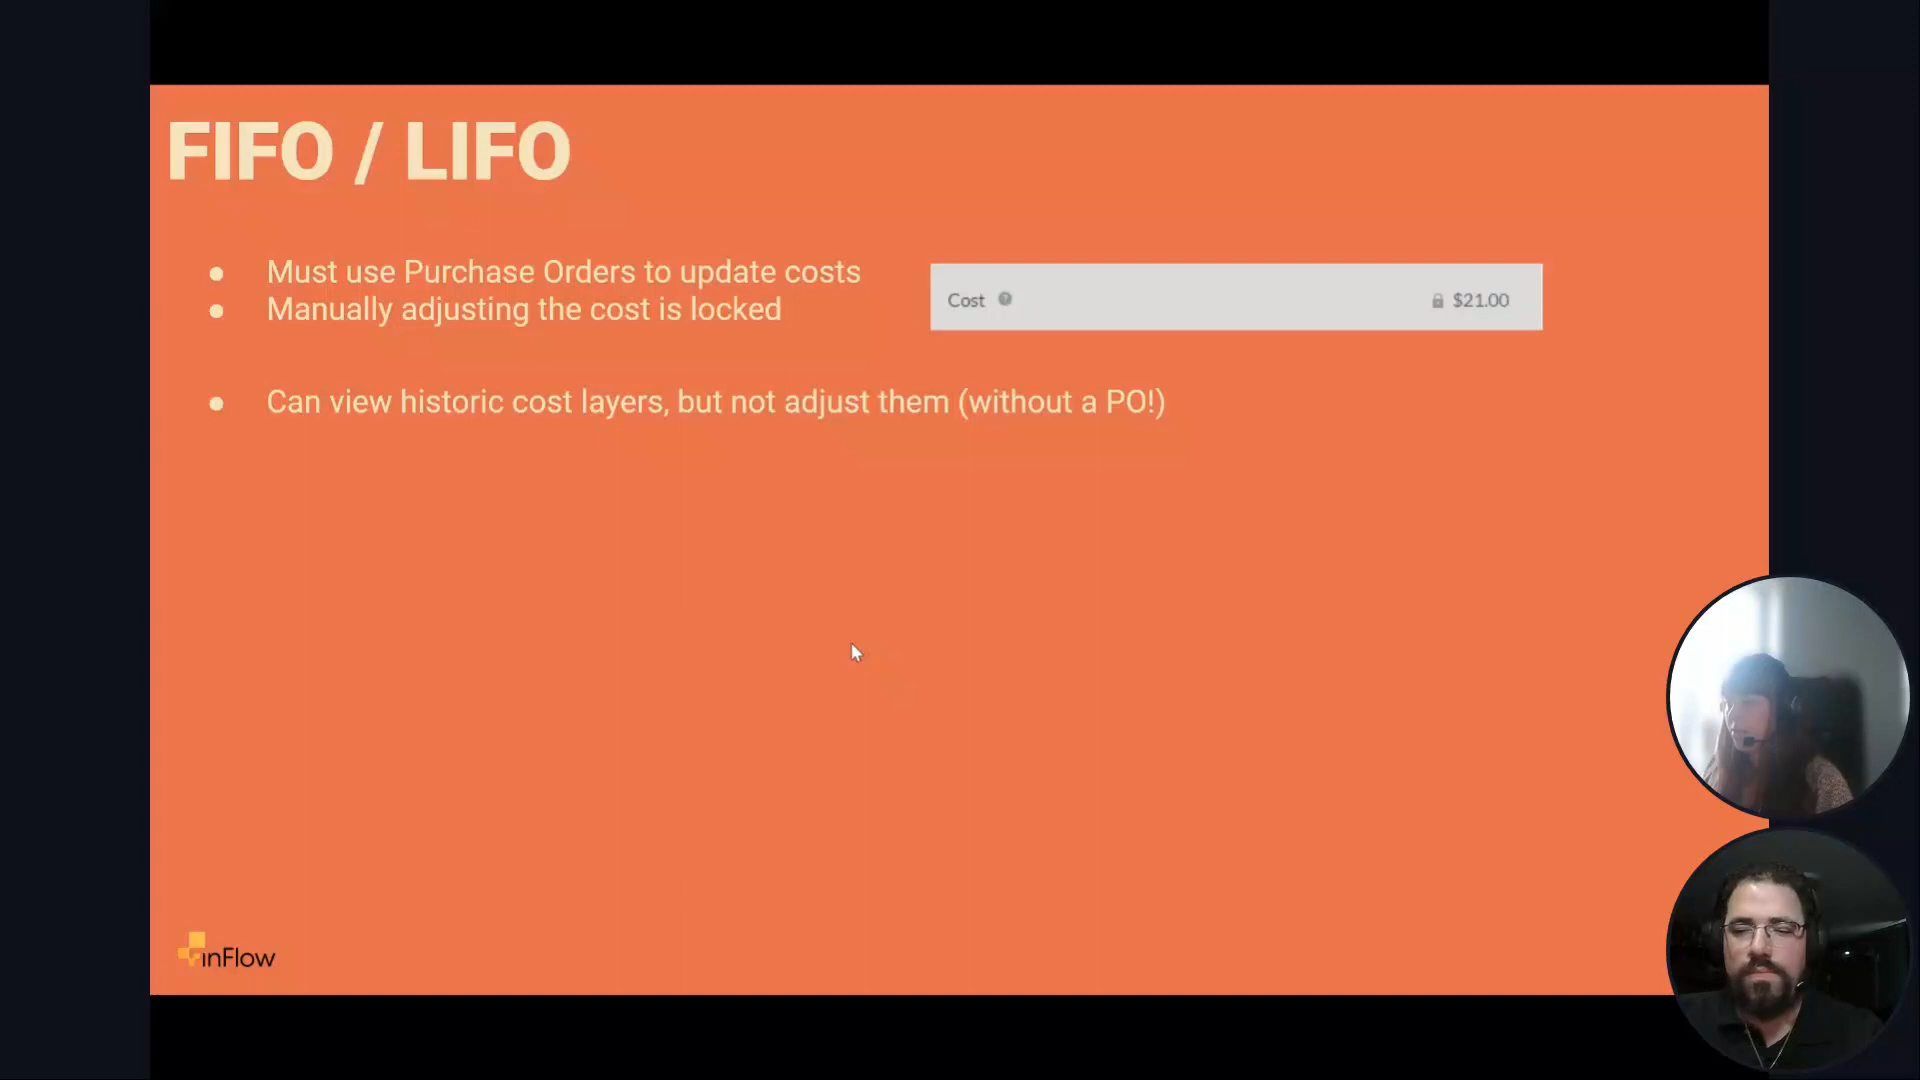 FIFO / LIFO
Must use Purchase Orders to update costs
Manually adjusting the cost is locked
Cost
$21.00
Can view historic cost layers, but not adjust them (without a PO!)
inFlow